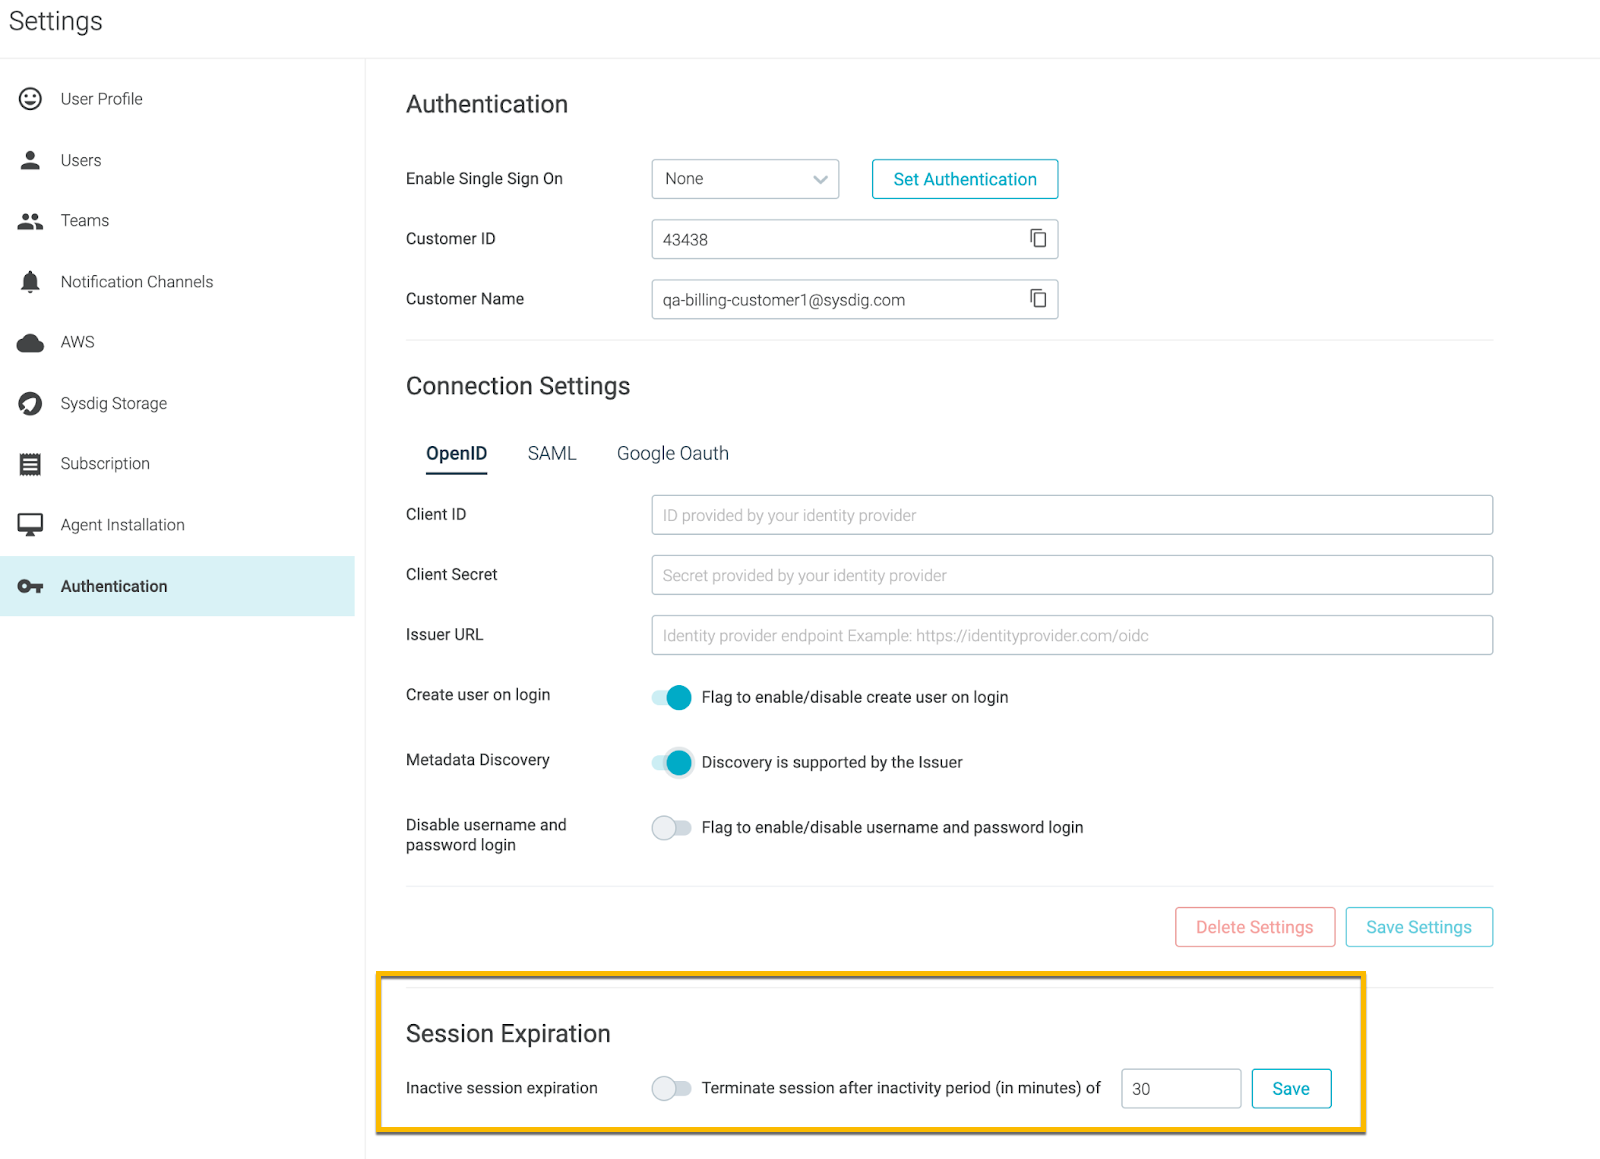 Settings
User Profile
Users
Teams
Notification Channels
AWS
Sysdig Storage
Subscription
Agent Installation
Authentication
Authentication
Enable Single Sign On
None
Set Authentication
Customer ID
43438
Customer Name
qa-billing-customer1@sysdig.com
Connection Settings
OpenID
SAML
Google Oauth
Client ID
ID provided by your identity provider
Client Secret
Secret provided by your identity provider
Issuer URL
Identity provider endpoint Example: https://identityprovider.com/oidc
Create user on login
Flag to enable/disable create user on login
Metadata Discovery
Discovery is supported by the Issuer
Disable username and
password login
Flag to enable/disable username and password login
Delete Settings
Save Settings
Session Expiration
Inactive session expiration
Terminate session after inactivity period (in minutes) of
30
Save